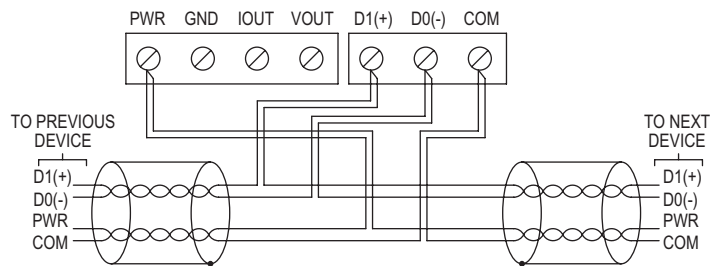 PWR GND IOUT VOUT D1(+) D0(-) COM
TO PREVIOUS
DEVICE
D1(+)
D0(-)
PWR
COM
TO NEXT
DEVICE
D1(+)
D0(-)
PWR
COM